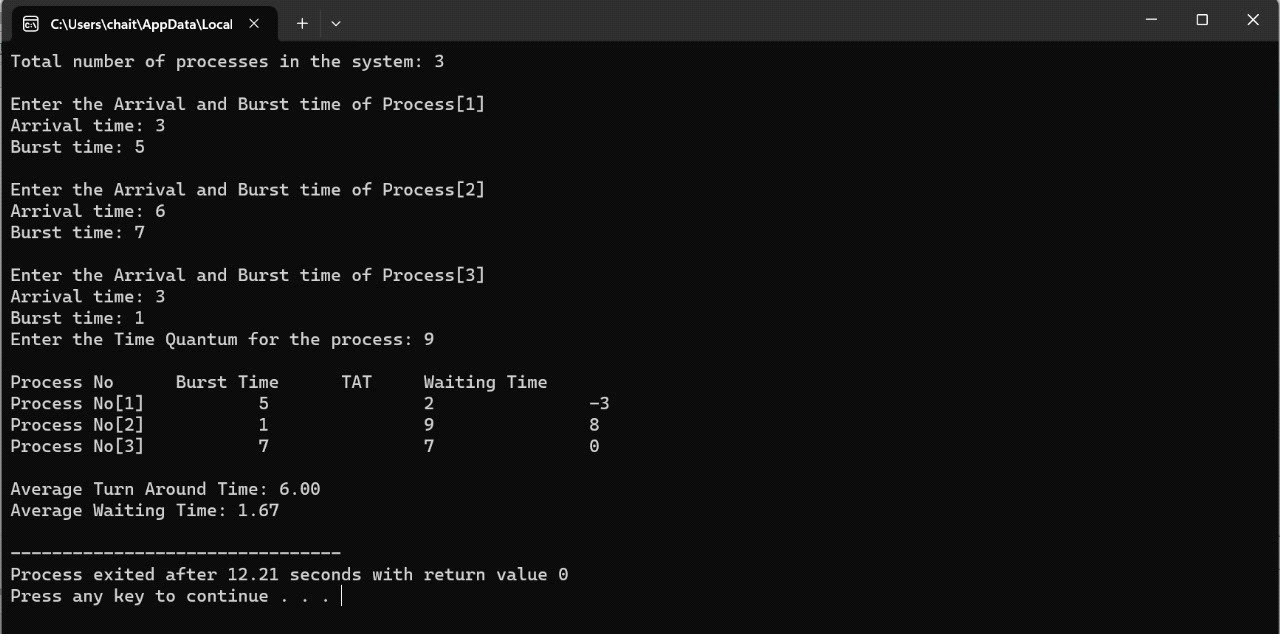 C:\Users\chait\AppData\Local
Total number of processes in the system: 3
Enter the Arrival and Burst time of Process[1]
Arrival time: 3
Burst time: 5
Enter the Arrival and Burst time of Process[2]
Arrival time: 6
Burst time: 7
Enter the Arrival and Burst time of Process[3]
Arrival time: 3
Burst time: 1
Enter the Time Quantum for the process: 9
Process No Burst Time TAT Waiting Time
Process No[1] 5 2 -3
Process No[2] 1 9 8
Process No[3] 7 7 0
Average Turn Around Time: 6.00
Average Waiting Time: 1.67
--------------------------------
Process exited after 12.21 seconds with return value 0
Press any key to continue . . .